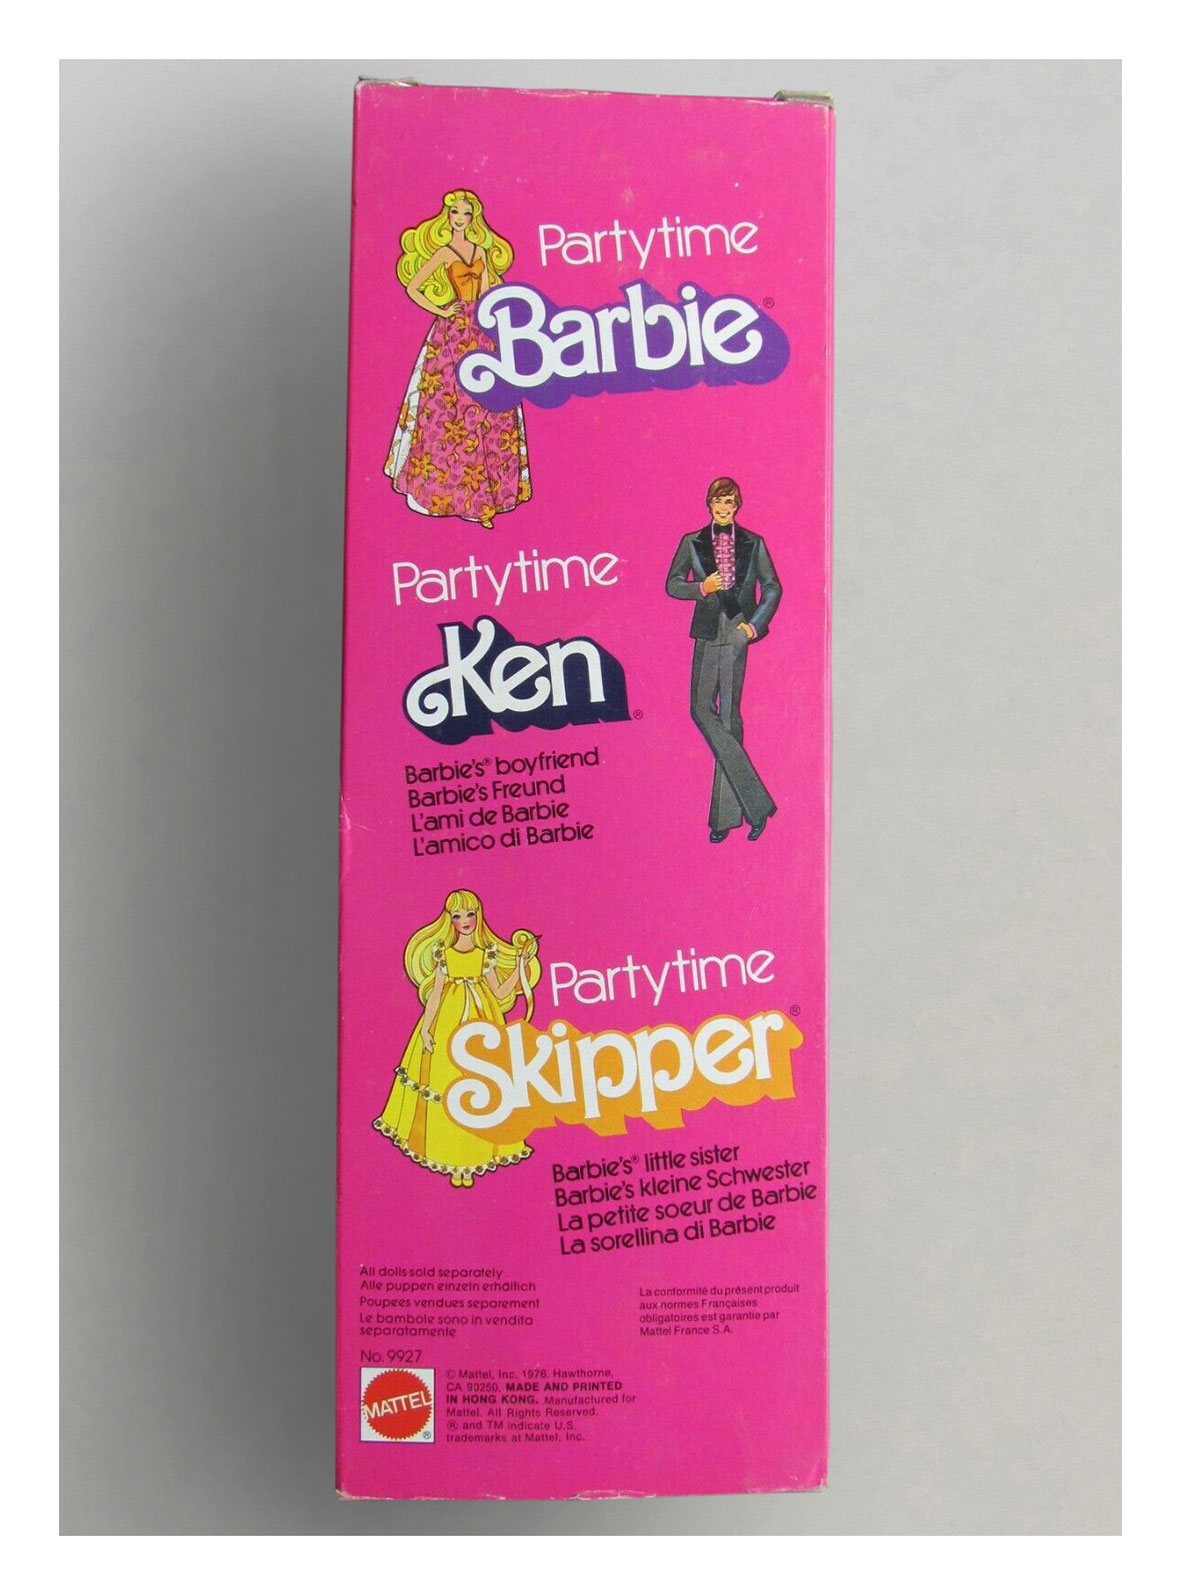 Partytime
Barbie®
Partytime
Ken®
Barbie's® boyfriend
Barbie's Freund
L'ami de Barbie
L'amico di Barbie
Partytime
Skipper®
Barbie's® little sister
Barbie's kleine Schwester
La petite soeur de Barbie
La sorellina di Barbie
All dolls sold separately
Alle puppen einzeln erhältich
Poupees vendues separement
Le bambole sono in vendita
separatamente
La conformité du présent produit
aux normes Françaises
obligatoires est garantie par
Mattel France S.A.
No. 9927
MATTEL®
© Mattel, Inc. 1976. Hawthorne,
CA 90250. MADE AND PRINTED
IN HONG KONG. Manufactured for
Mattel. All Rights Reserved.
® and TM indicate U.S.
trademarks at Mattel, Inc.